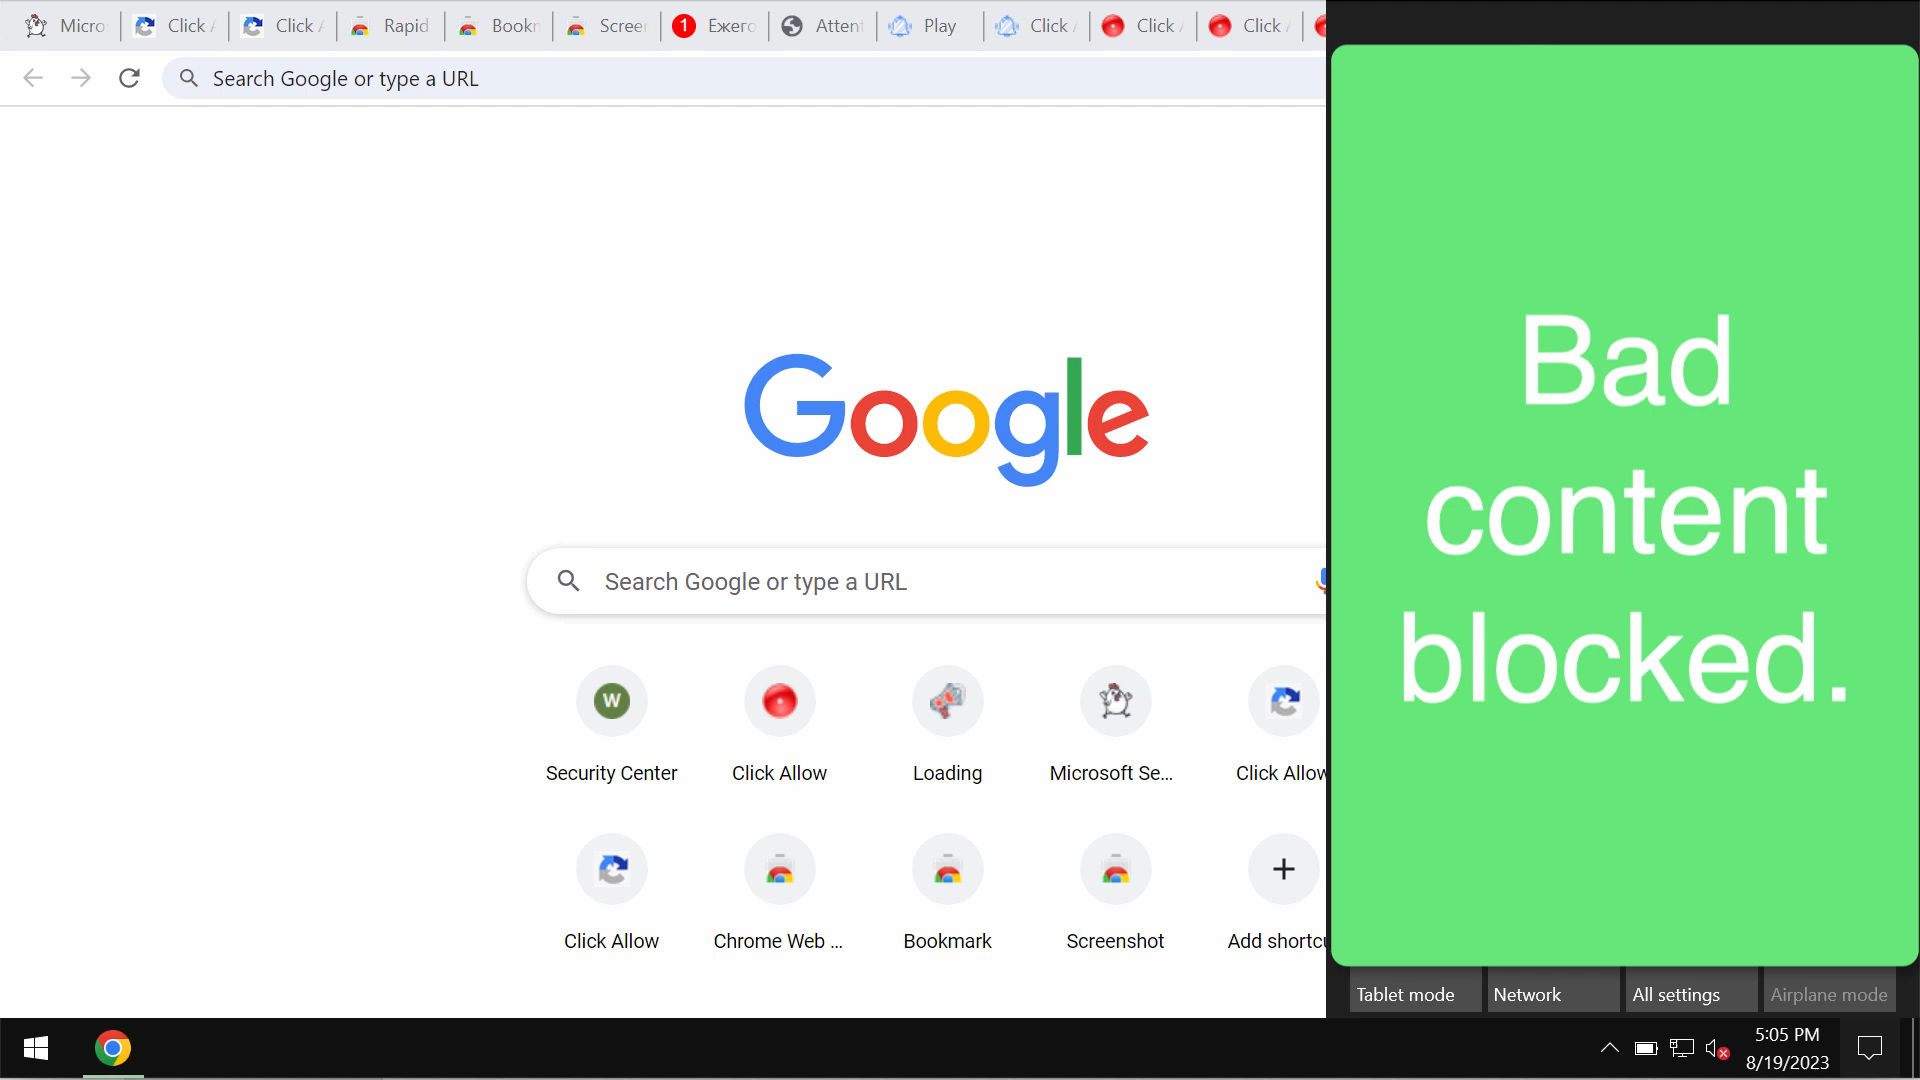 Micro
Click
Click
Rapid
Bookn
Screer
1
Ежего
Attent
Play
Click
Click
Click
Search Google or type a URL
Google
Search Google or type a URL
W
Security Center
Click Allow
Loading
Microsoft Se...
Click Allow
Click Allow
Chrome Web ...
Bookmark
Screenshot
Add shortcu
Bad
content
blocked.
Tablet mode
Network
All settings
Airplane mode
5:05 PM
8/19/2023